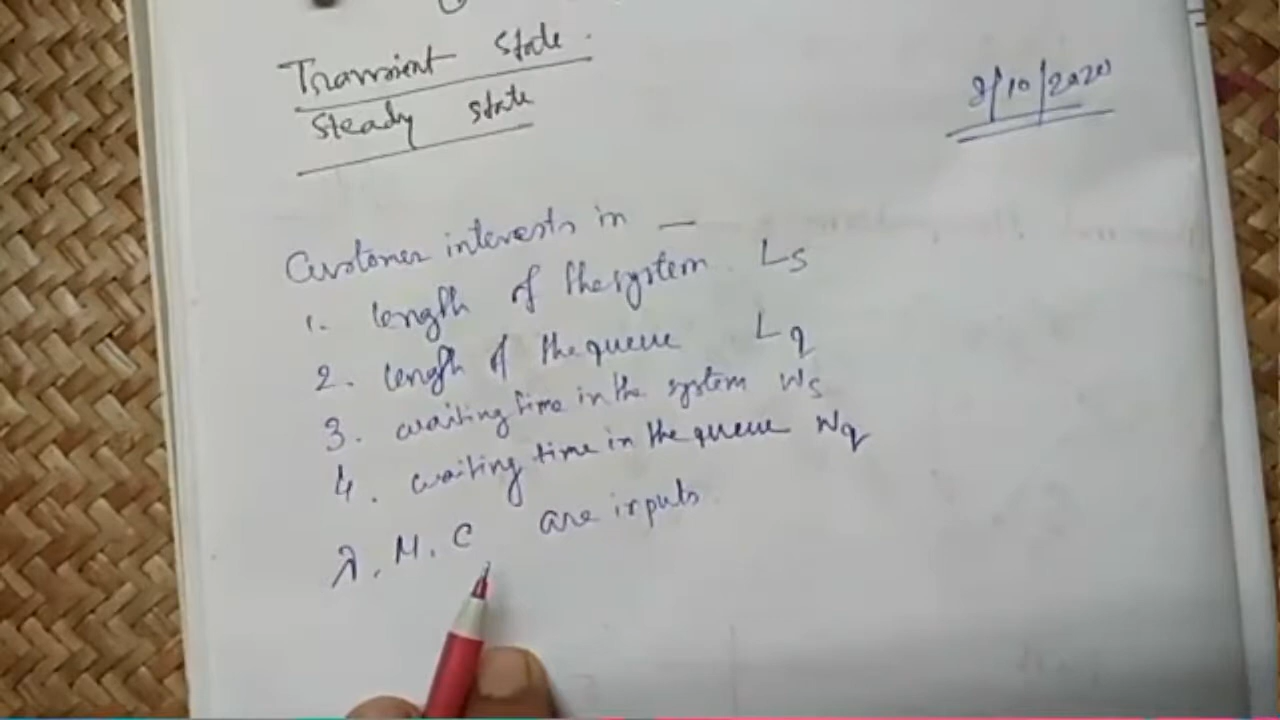 Transient state.
Steady state
8/10/2020
Customer interests in —
1. length of the system Ls
2. length of the queue Lq
3. waiting time in the system Ws
4. waiting time in the queue Wq
λ, M, C are inputs.